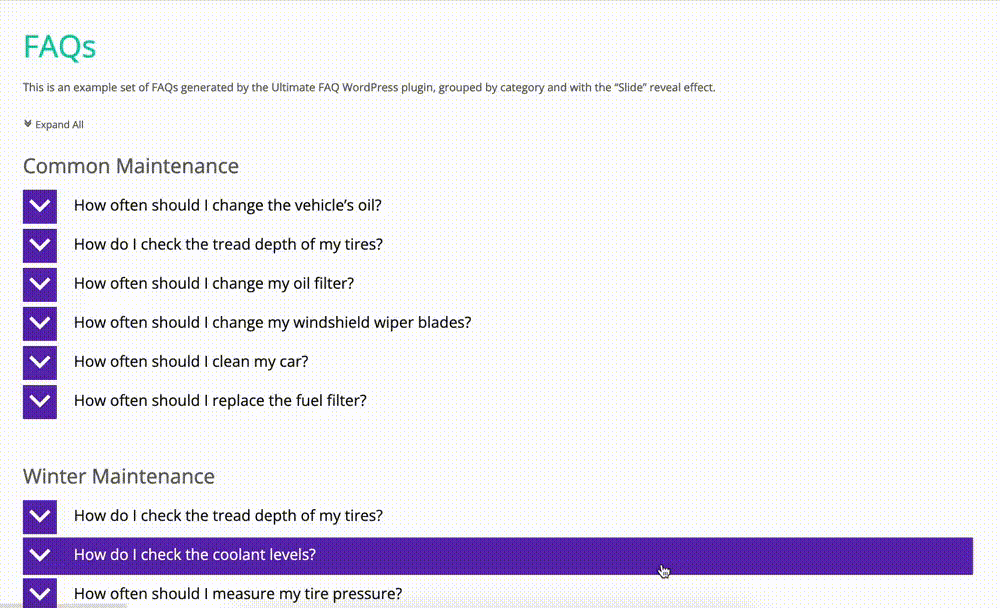 FAQs
This is an example set of FAQs generated by the Ultimate FAQ WordPress plugin, grouped by category and with the “Slide” reveal effect.
Expand All
Common Maintenance
How often should I change the vehicle’s oil?
How do I check the tread depth of my tires?
How often should I change my oil filter?
How often should I change my windshield wiper blades?
How often should I clean my car?
How often should I replace the fuel filter?
Winter Maintenance
How do I check the tread depth of my tires?
How do I check the coolant levels?
How often should I measure my tire pressure?